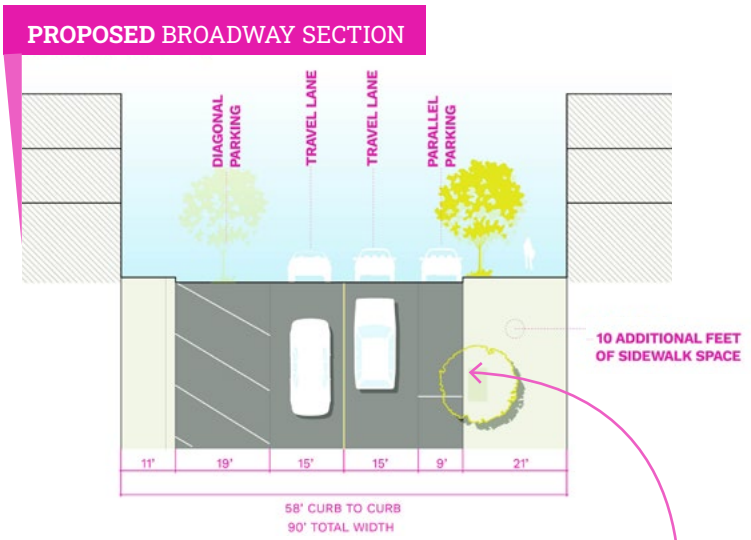 PROPOSED BROADWAY SECTION
DIAGONAL
PARKING
TRAVEL LANE
TRAVEL LANE
PARALLEL
PARKING
10 ADDITIONAL FEET
OF SIDEWALK SPACE
11' 19' 15' 15' 9' 21'
58' CURB TO CURB
90' TOTAL WIDTH